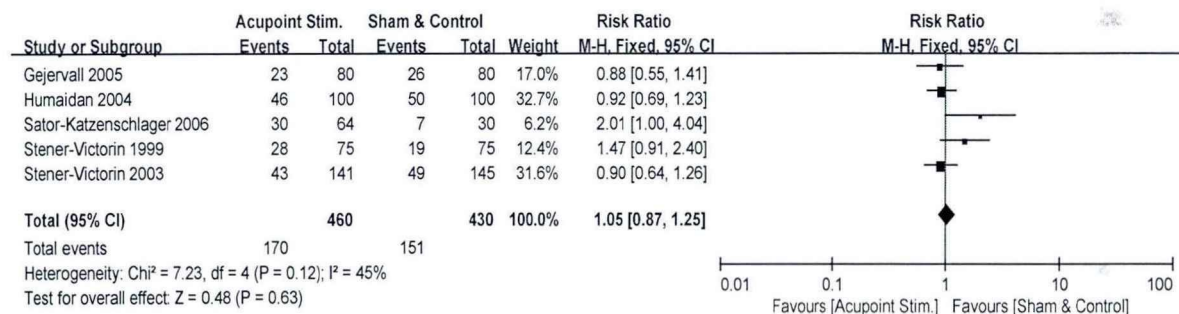 Acupoint Stim. Sham & Control Risk Ratio Risk Ratio
Study or Subgroup Events Total Events Total Weight M-H, Fixed, 95% CI M-H, Fixed, 95% CI
Gejervall 2005 23 80 26 80 17.0% 0.88 [0.55, 1.41]
Humaidan 2004 46 100 50 100 32.7% 0.92 [0.69, 1.23]
Sator-Katzenschlager 2006 30 64 7 30 6.2% 2.01 [1.00, 4.04]
Stener-Victorin 1999 28 75 19 75 12.4% 1.47 [0.91, 2.40]
Stener-Victorin 2003 43 141 49 145 31.6% 0.90 [0.64, 1.26]
Total (95% CI) 460 430 100.0% 1.05 [0.87, 1.25]
Total events 170 151
Heterogeneity: Chi² = 7.23, df = 4 (P = 0.12); I² = 45%
Test for overall effect: Z = 0.48 (P = 0.63)
0.01 0.1 1 10 100
Favours [Acupoint Stim.] Favours [Sham & Control]